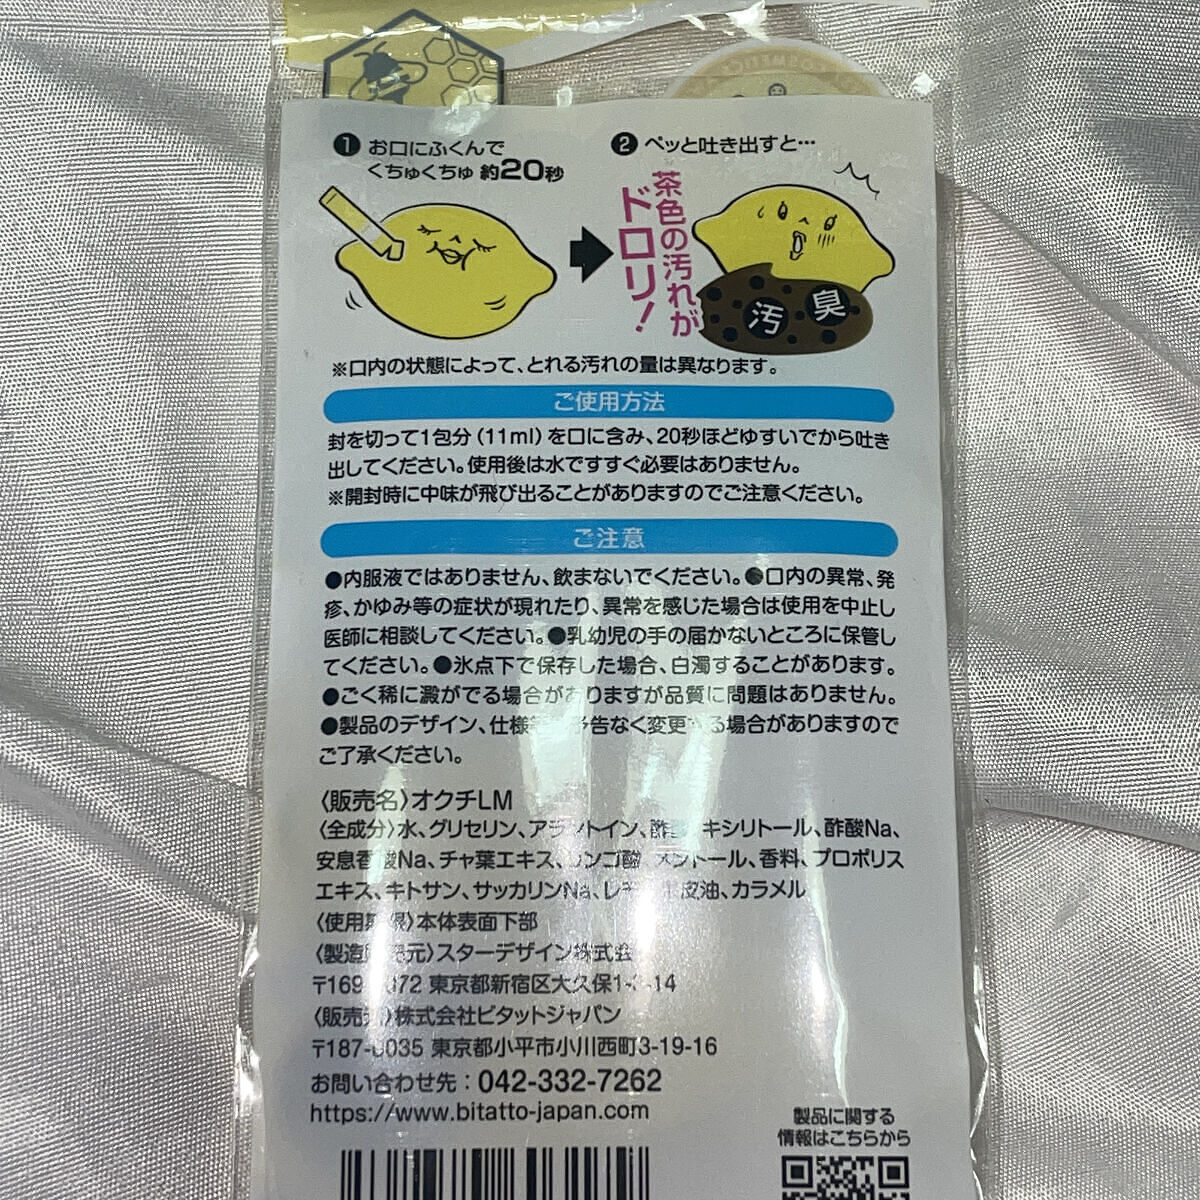 COSMETICS
1 お口にふくんで
くちゅくちゅ 約20秒
2 ペッと吐き出すと…
茶色の汚れが
ドロリ!
汚
臭
※口内の状態によって、とれる汚れの量は異なります。
ご使用方法
封を切って1包分(11ml)を口に含み、20秒ほどゆすいでから吐き
出してください。使用後は水ですすぐ必要はありません。
※開封時に中味が飛び出ることがありますのでご注意ください。
ご注意
●内服液ではありません、飲まないでください。●口内の異常、発
疹、かゆみ等の症状が現れたり、異常を感じた場合は使用を中止し
医師に相談してください。●乳幼児の手の届かないところに保管し
てください。●氷点下で保存した場合、白濁することがあります。
●ごく稀に澱がでる場合がありますが品質に問題はありません。
●製品のデザイン、仕様 予告なく変更する場合がありますので
ご了承ください。
〈販売名〉オクチLM
〈全成分〉水、グリセリン、アラントイン、キシリトール、酢酸Na、
安息香酸Na、チャ葉エキス、リンゴ酸、メントール、香料、プロポリス
エキス、キトサン、サッカリンNa、皮油、カラメル
〈使用期限〉本体表面下部
〈製造販売元〉スターデザイン株式会
〒169 072 東京都新宿区大久保 14
〈販売元〉株式会社ビタットジャパン
〒187-0035 東京都小平市小川西町3-19-16
お問い合わせ先:042-332-7262
https://www.bitatto-japan.com
製品に関する
情報はこちらから